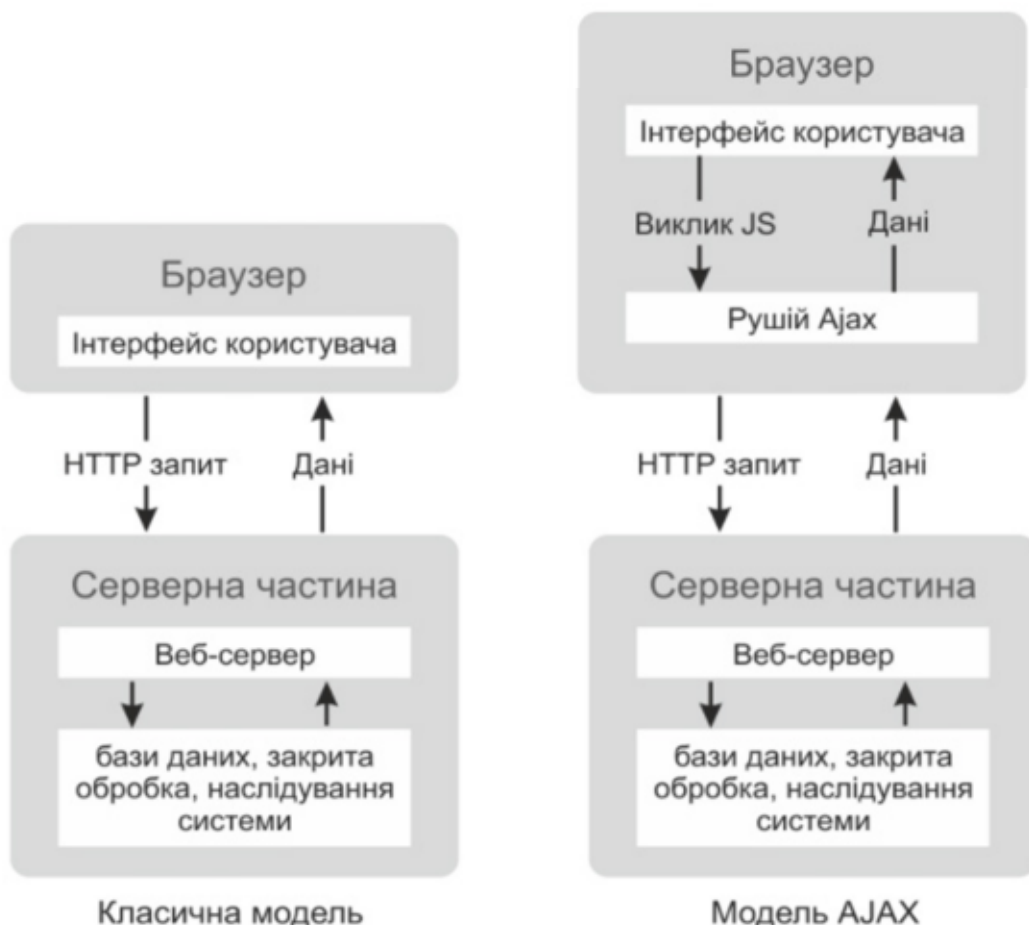 Браузер
Інтерфейс користувача
HTTP запит
Дані
Серверна частина
Веб-сервер
бази даних, закрита
обробка, наслідування
системи
Класична модель
Браузер
Інтерфейс користувача
Виклик JS
Дані
Рушій Ajax
HTTP запит
Дані
Серверна частина
Веб-сервер
бази даних, закрита
обробка, наслідування
системи
Модель AJAX